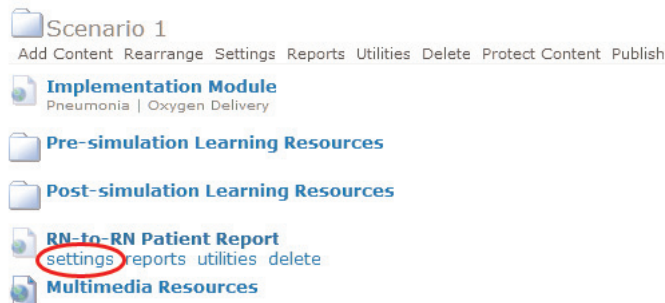 Scenario 1
Add Content Rearrange Settings Reports Utilities Delete Protect Content Publish
Implementation Module
Pneumonia | Oxygen Delivery
Pre-simulation Learning Resources
Post-simulation Learning Resources
RN-to-RN Patient Report
settings reports utilities delete
Multimedia Resources